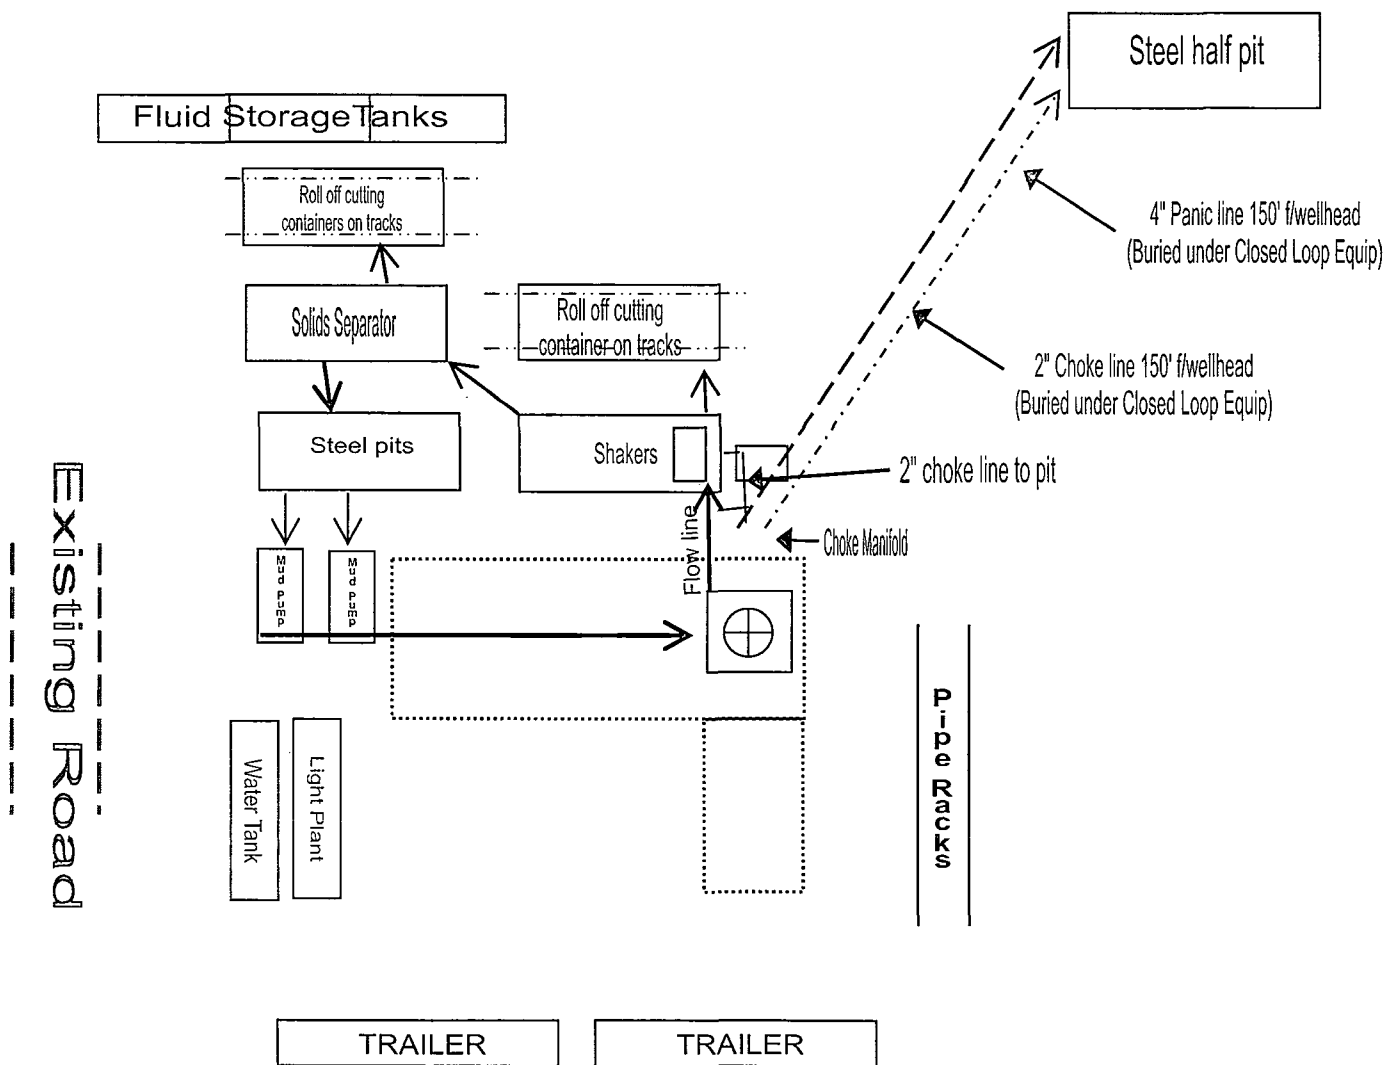 Steel half pit
Fluid StorageTanks
Roll off cutting
containers on tracks
4" Panic line 150' f/wellhead
(Buried under Closed Loop Equip)
Solids Separator
Roll off cutting
container on tracks
2" Choke line 150' f/wellhead
(Buried under Closed Loop Equip)
Steel pits
Shakers
2" choke line to pit
Existing Road
Flow line
Choke Manifold
Mud Pump
Mud Pump
Pipe Racks
Water Tank
Light Plant
TRAILER
TRAILER